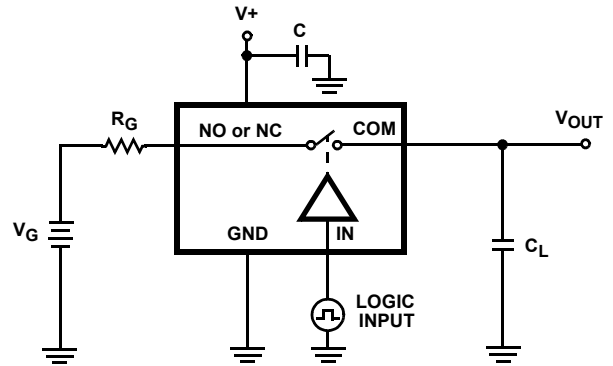 V+
C
RG
NO or NC
COM
VOUT
VG
GND
IN
CL
LOGIC
INPUT